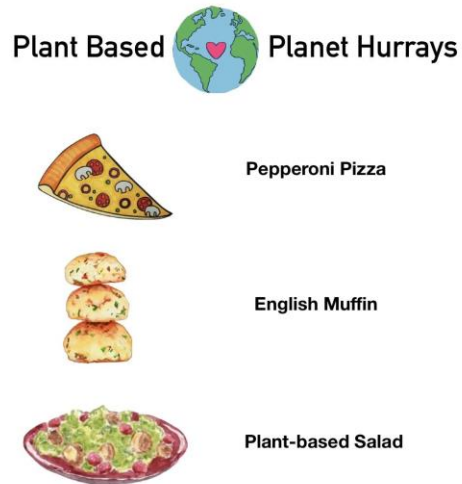 Plant Based Planet Hurrays
Pepperoni Pizza
English Muffin
Plant-based Salad